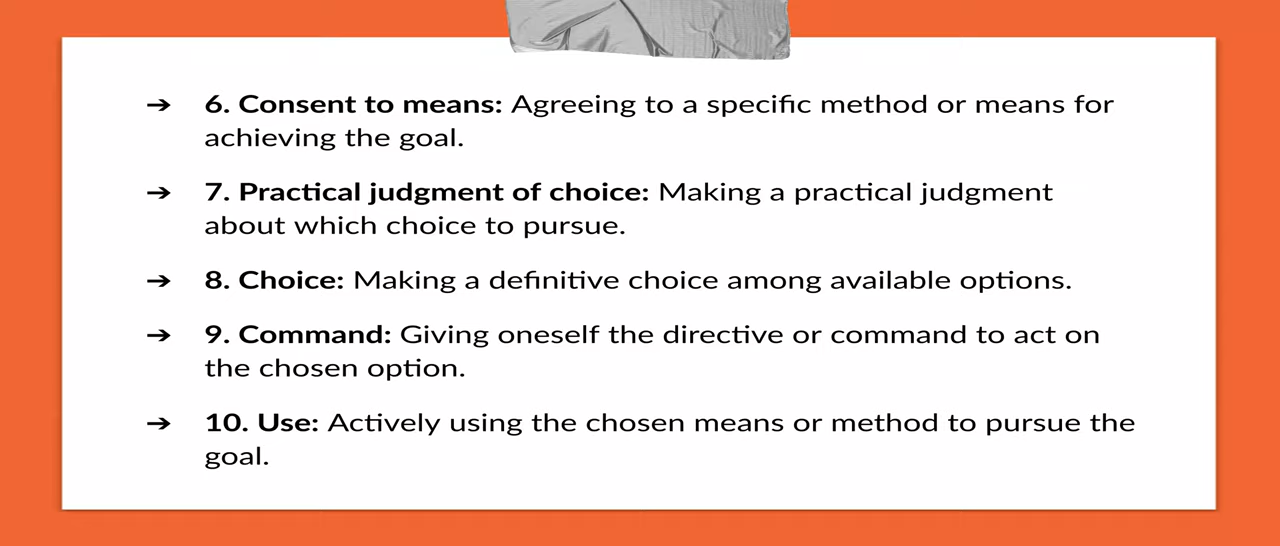 ➔ 6. Consent to means: Agreeing to a specific method or means for
achieving the goal.
➔ 7. Practical judgment of choice: Making a practical judgment
about which choice to pursue.
➔ 8. Choice: Making a definitive choice among available options.
➔ 9. Command: Giving oneself the directive or command to act on
the chosen option.
➔ 10. Use: Actively using the chosen means or method to pursue the
goal.